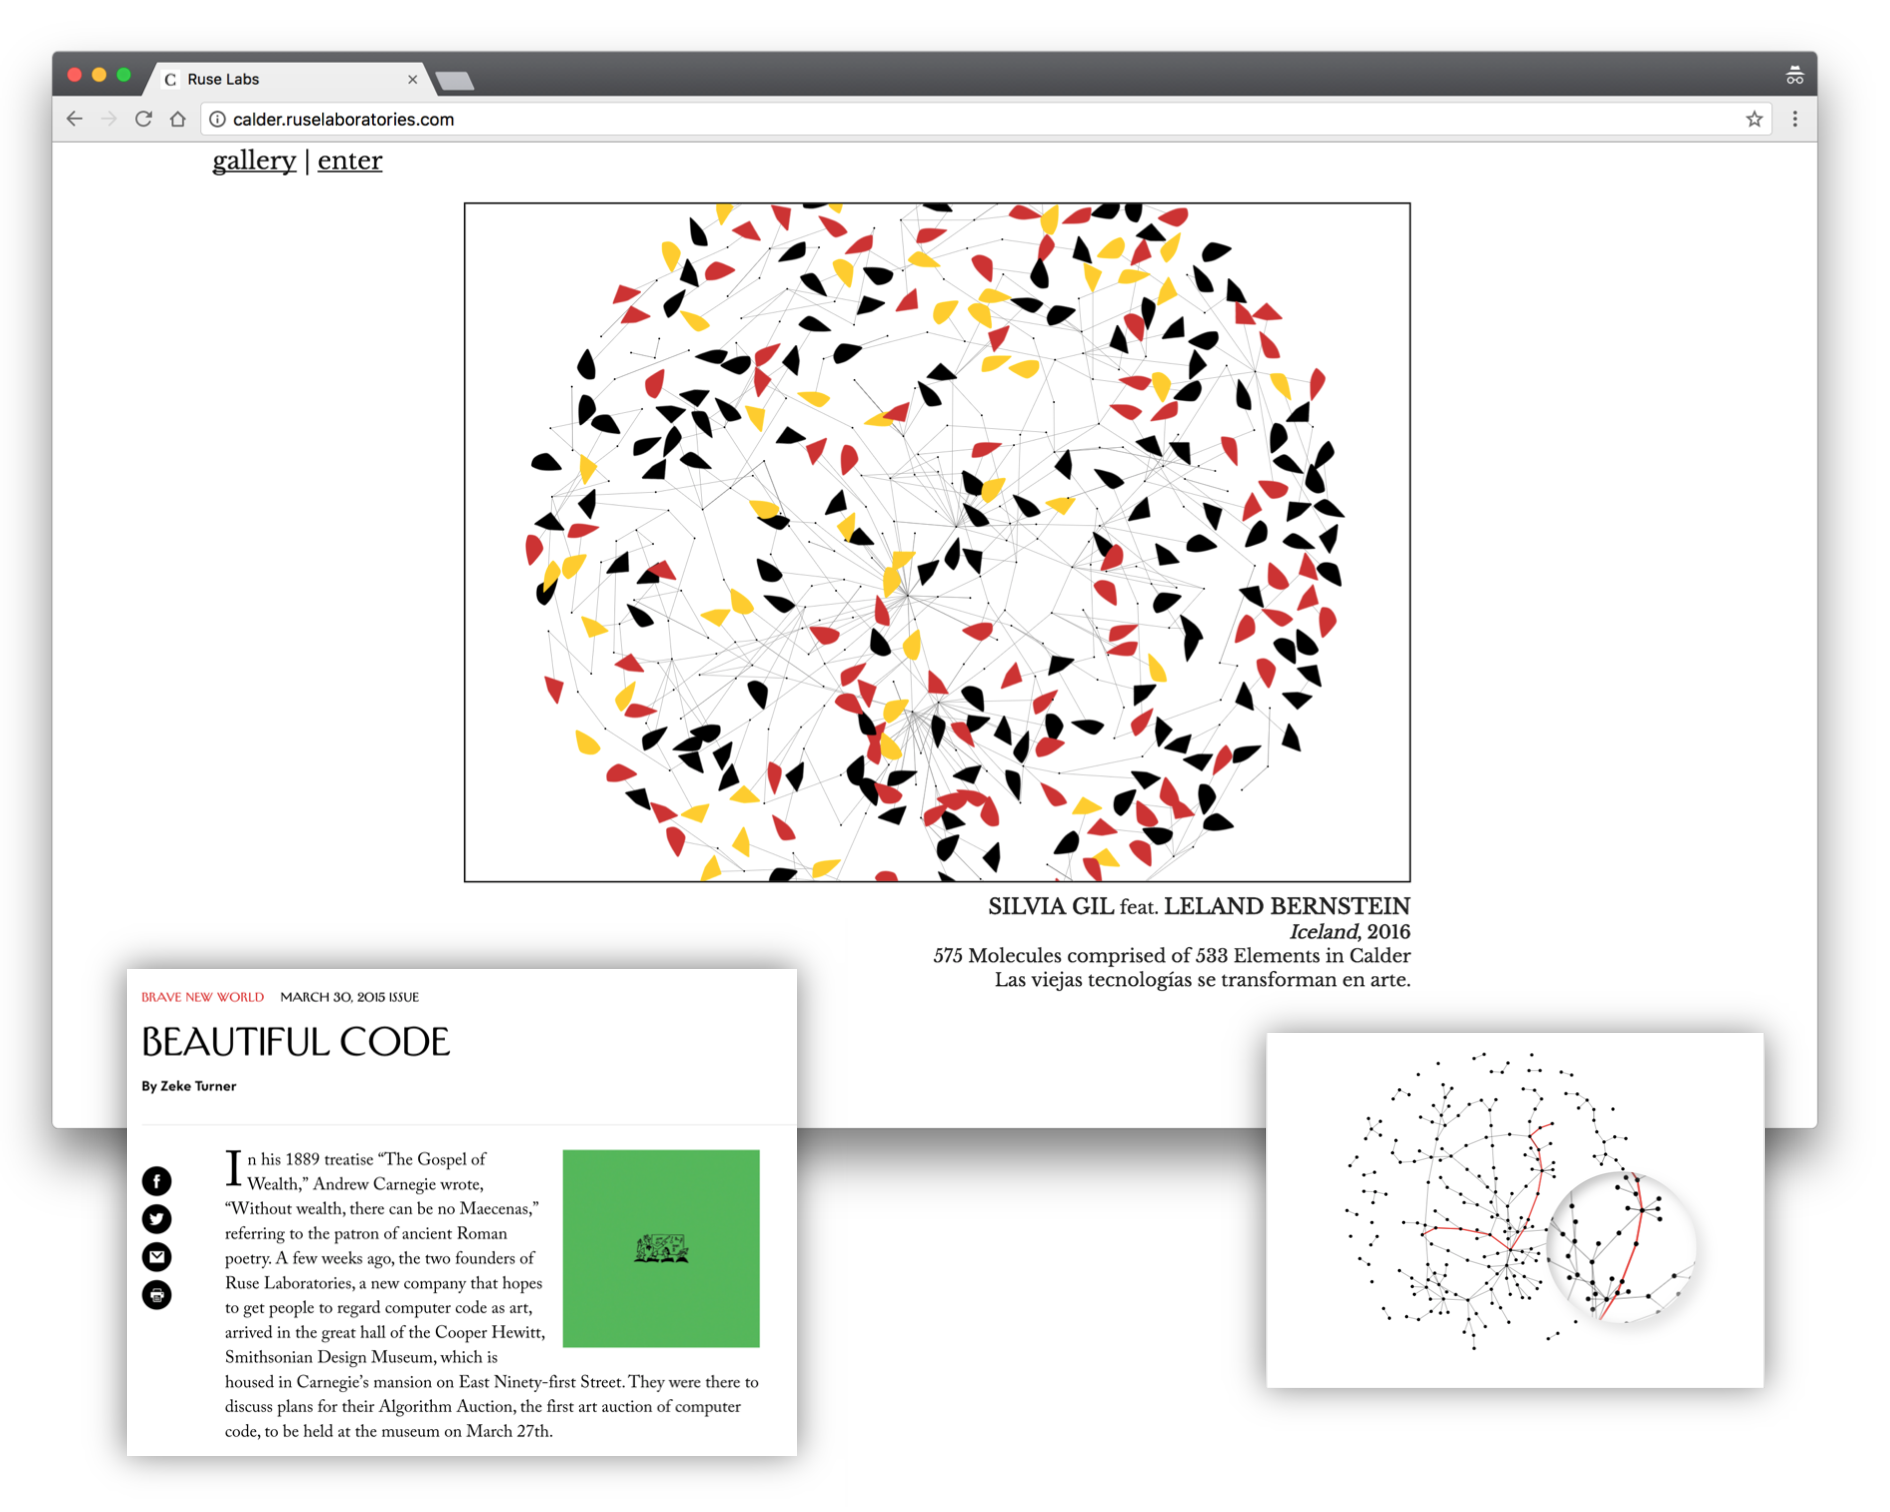 C Ruse Labs
calder.ruselaboratories.com
gallery | enter
SILVIA GIL feat. LELAND BERNSTEIN
Iceland, 2016
575 Molecules comprised of 533 Elements in Calder
Las viejas tecnologías se transforman en arte.
BRAVE NEW WORLD MARCH 30, 2015 ISSUE
BEAUTIFUL CODE
By Zeke Turner
In his 1889 treatise “The Gospel of
Wealth,” Andrew Carnegie wrote,
“Without wealth, there can be no Maecenas,”
referring to the patron of ancient Roman
poetry. A few weeks ago, the two founders of
Ruse Laboratories, a new company that hopes
to get people to regard computer code as art,
arrived in the great hall of the Cooper Hewitt,
Smithsonian Design Museum, which is
housed in Carnegie’s mansion on East Ninety-first Street. They were there to
discuss plans for their Algorithm Auction, the first art auction of computer
code, to be held at the museum on March 27th.